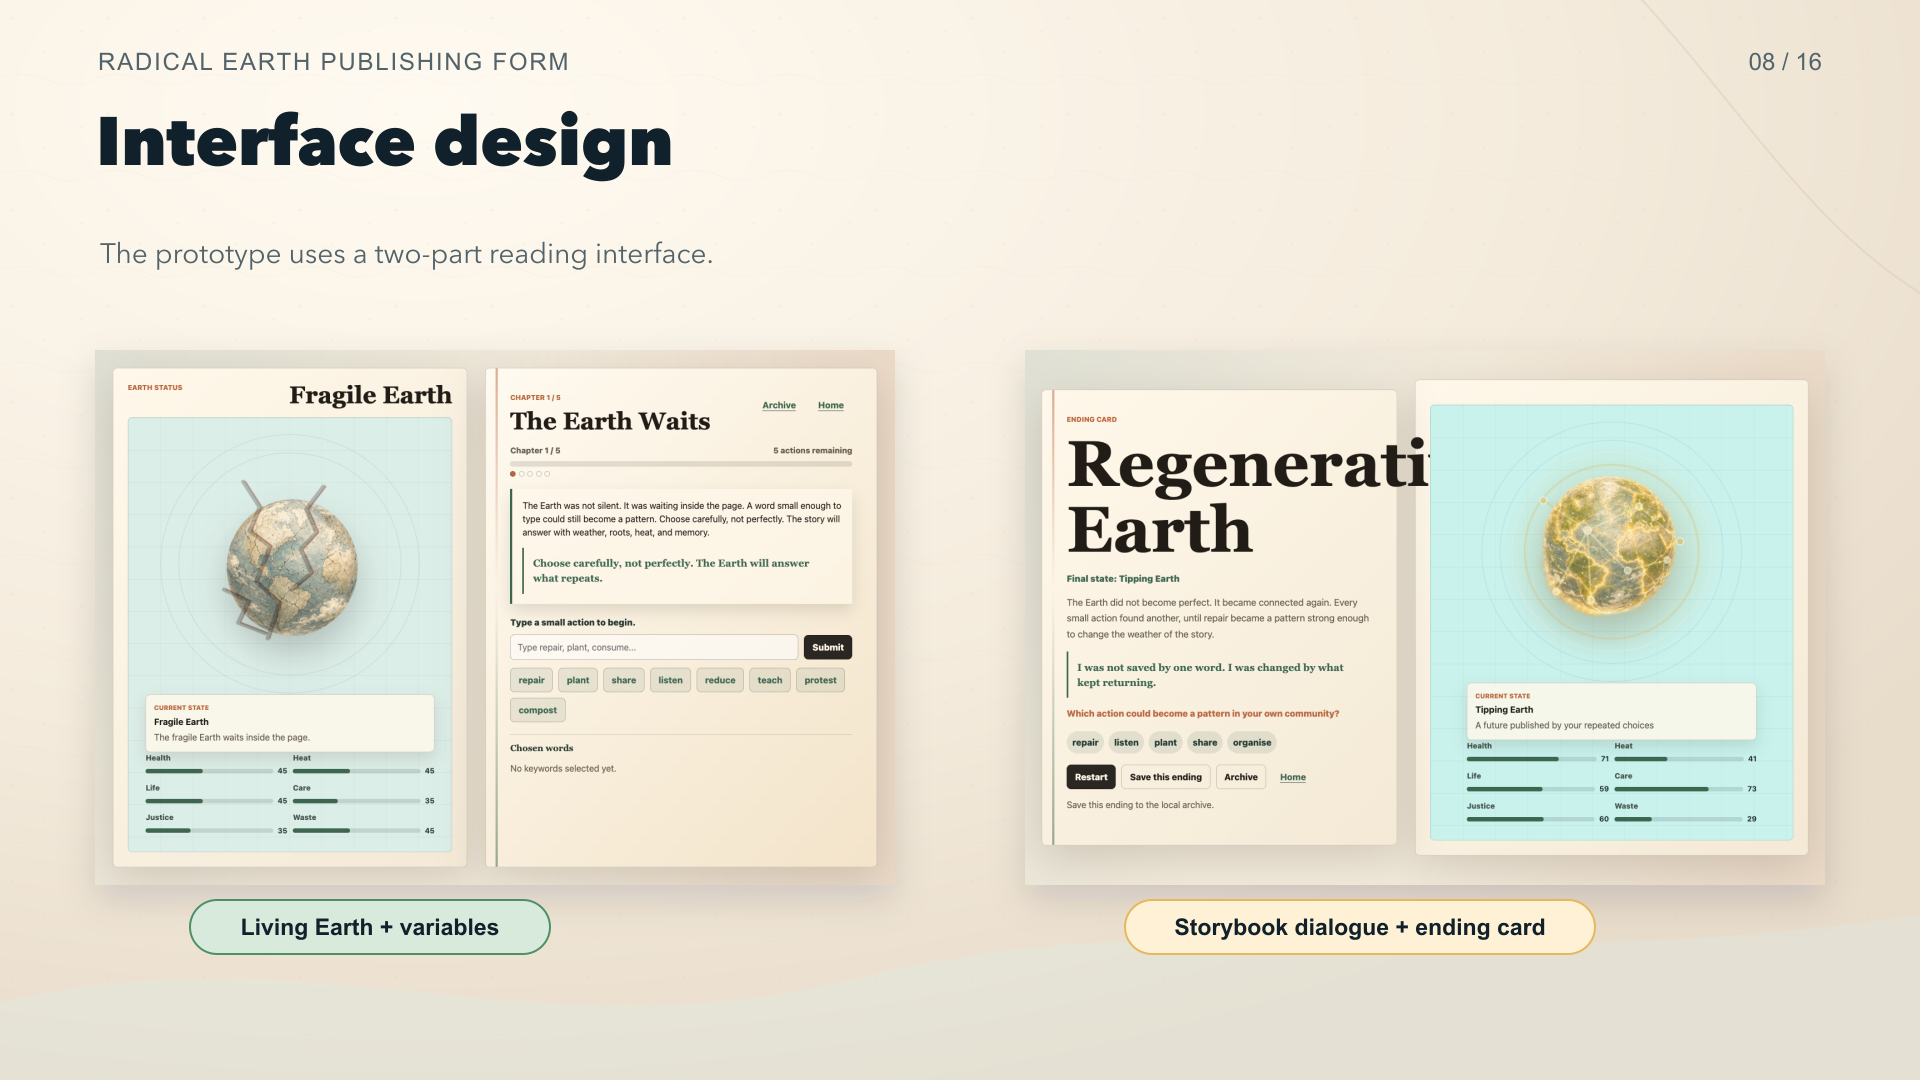 RADICAL EARTH PUBLISHING FORM
08 / 16
Interface design
The prototype uses a two-part reading interface.
EARTH STATUS
Fragile Earth
CURRENT STATE
Fragile Earth
The fragile Earth waits inside the page.
Health 45
Heat 45
Life 45
Care 35
Justice 35
Waste 45
CHAPTER 1 / 5
The Earth Waits
Archive
Home
Chapter 1 / 5
5 actions remaining
The Earth was not silent. It was waiting inside the page. A word small enough to
type could still become a pattern. Choose carefully, not perfectly. The story will
answer with weather, roots, heat, and memory.
Choose carefully, not perfectly. The Earth will answer
what repeats.
Type a small action to begin.
Type repair, plant, consume...
Submit
repair
plant
share
listen
reduce
teach
protest
compost
Chosen words
No keywords selected yet.
Living Earth + variables
ENDING CARD
Regenerati
Earth
Final state: Tipping Earth
The Earth did not become perfect. It became connected again. Every
small action found another, until repair became a pattern strong enough
to change the weather of the story.
I was not saved by one word. I was changed by what
kept returning.
Which action could become a pattern in your own community?
repair
listen
plant
share
organise
Restart
Save this ending
Archive
Home
Save this ending to the local archive.
CURRENT STATE
Tipping Earth
A future published by your repeated choices
Health 71
Heat 41
Life 59
Care 73
Justice 60
Waste 29
Storybook dialogue + ending card